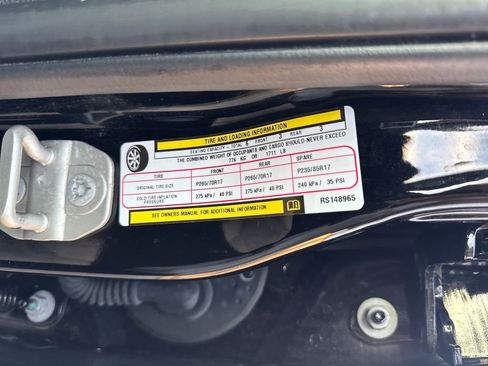 TIRE AND LOADING INFORMATION
SEATING CAPACITY - TOTAL 6 FRONT 3 REAR 3
THE COMBINED WEIGHT OF OCCUPANTS AND CARGO SHOULD NEVER EXCEED
776 KG OR 1711 LB
TIRE FRONT REAR SPARE
ORIGINAL TIRE SIZE P265/70R17 P265/70R17 P235/85R17
COLD TIRE INFLATION PRESSURE 275 kPa / 40 PSI 275 kPa / 40 PSI 240 kPa / 35 PSI
SEE OWNERS MANUAL FOR ADDITIONAL INFORMATION
RS148965